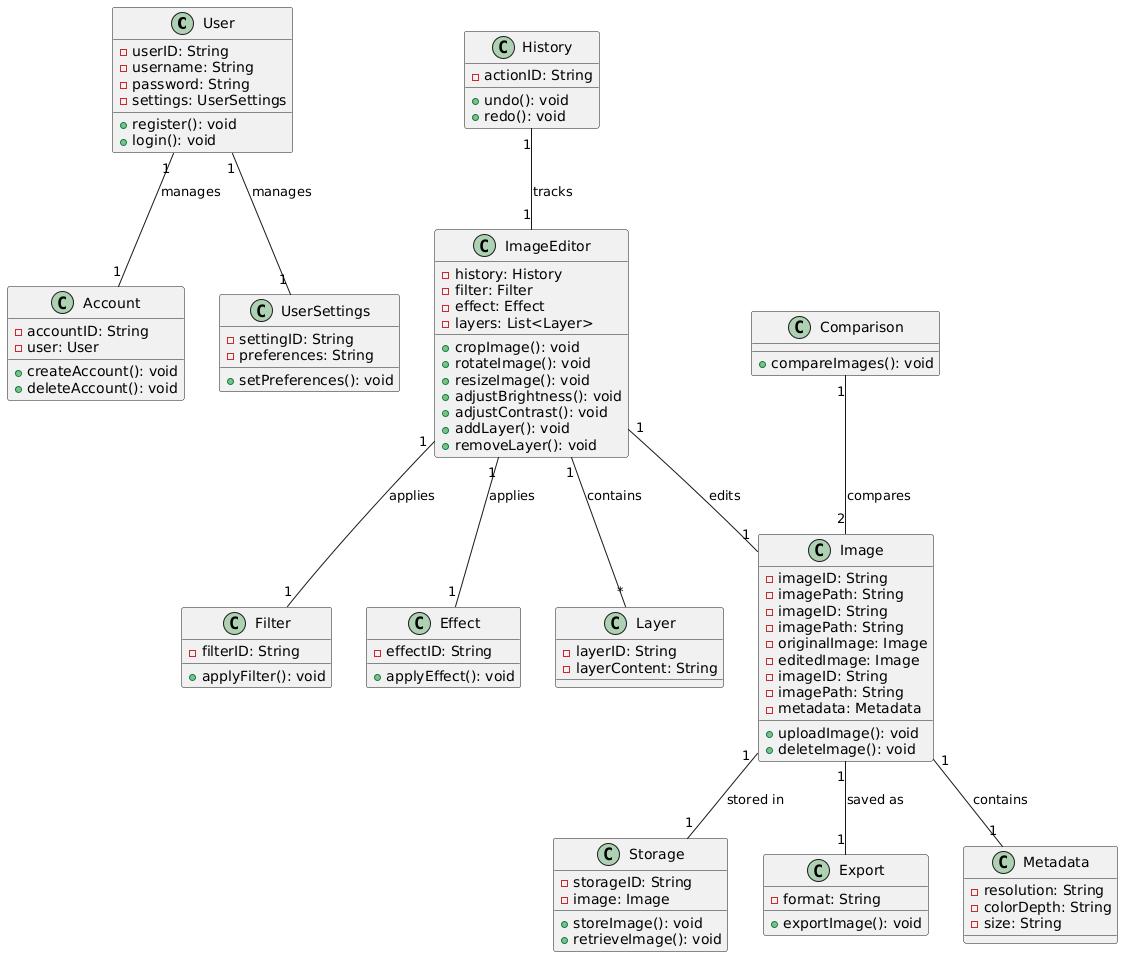 C User
userID: String
username: String
password: String
settings: UserSettings
register(): void
login(): void
C History
actionID: String
undo(): void
redo(): void
1
1
manages
manages
1
1
1
tracks
1
C Account
accountID: String
user: User
createAccount(): void
deleteAccount(): void
C UserSettings
settingID: String
preferences: String
setPreferences(): void
C ImageEditor
history: History
filter: Filter
effect: Effect
layers: List<Layer>
cropImage(): void
rotateImage(): void
resizeImage(): void
adjustBrightness(): void
adjustContrast(): void
addLayer(): void
removeLayer(): void
C Comparison
compareImages(): void
1
1
1
1
1
applies
applies
contains
edits
compares
1
1
*
1
2
C Filter
filterID: String
applyFilter(): void
C Effect
effectID: String
applyEffect(): void
C Layer
layerID: String
layerContent: String
C Image
imageID: String
imagePath: String
imageID: String
imagePath: String
originalImage: Image
editedImage: Image
imageID: String
imagePath: String
metadata: Metadata
uploadImage(): void
deleteImage(): void
1
1
1
stored in
saved as
contains
1
1
1
C Storage
storageID: String
image: Image
storeImage(): void
retrieveImage(): void
C Export
format: String
exportImage(): void
C Metadata
resolution: String
colorDepth: String
size: String